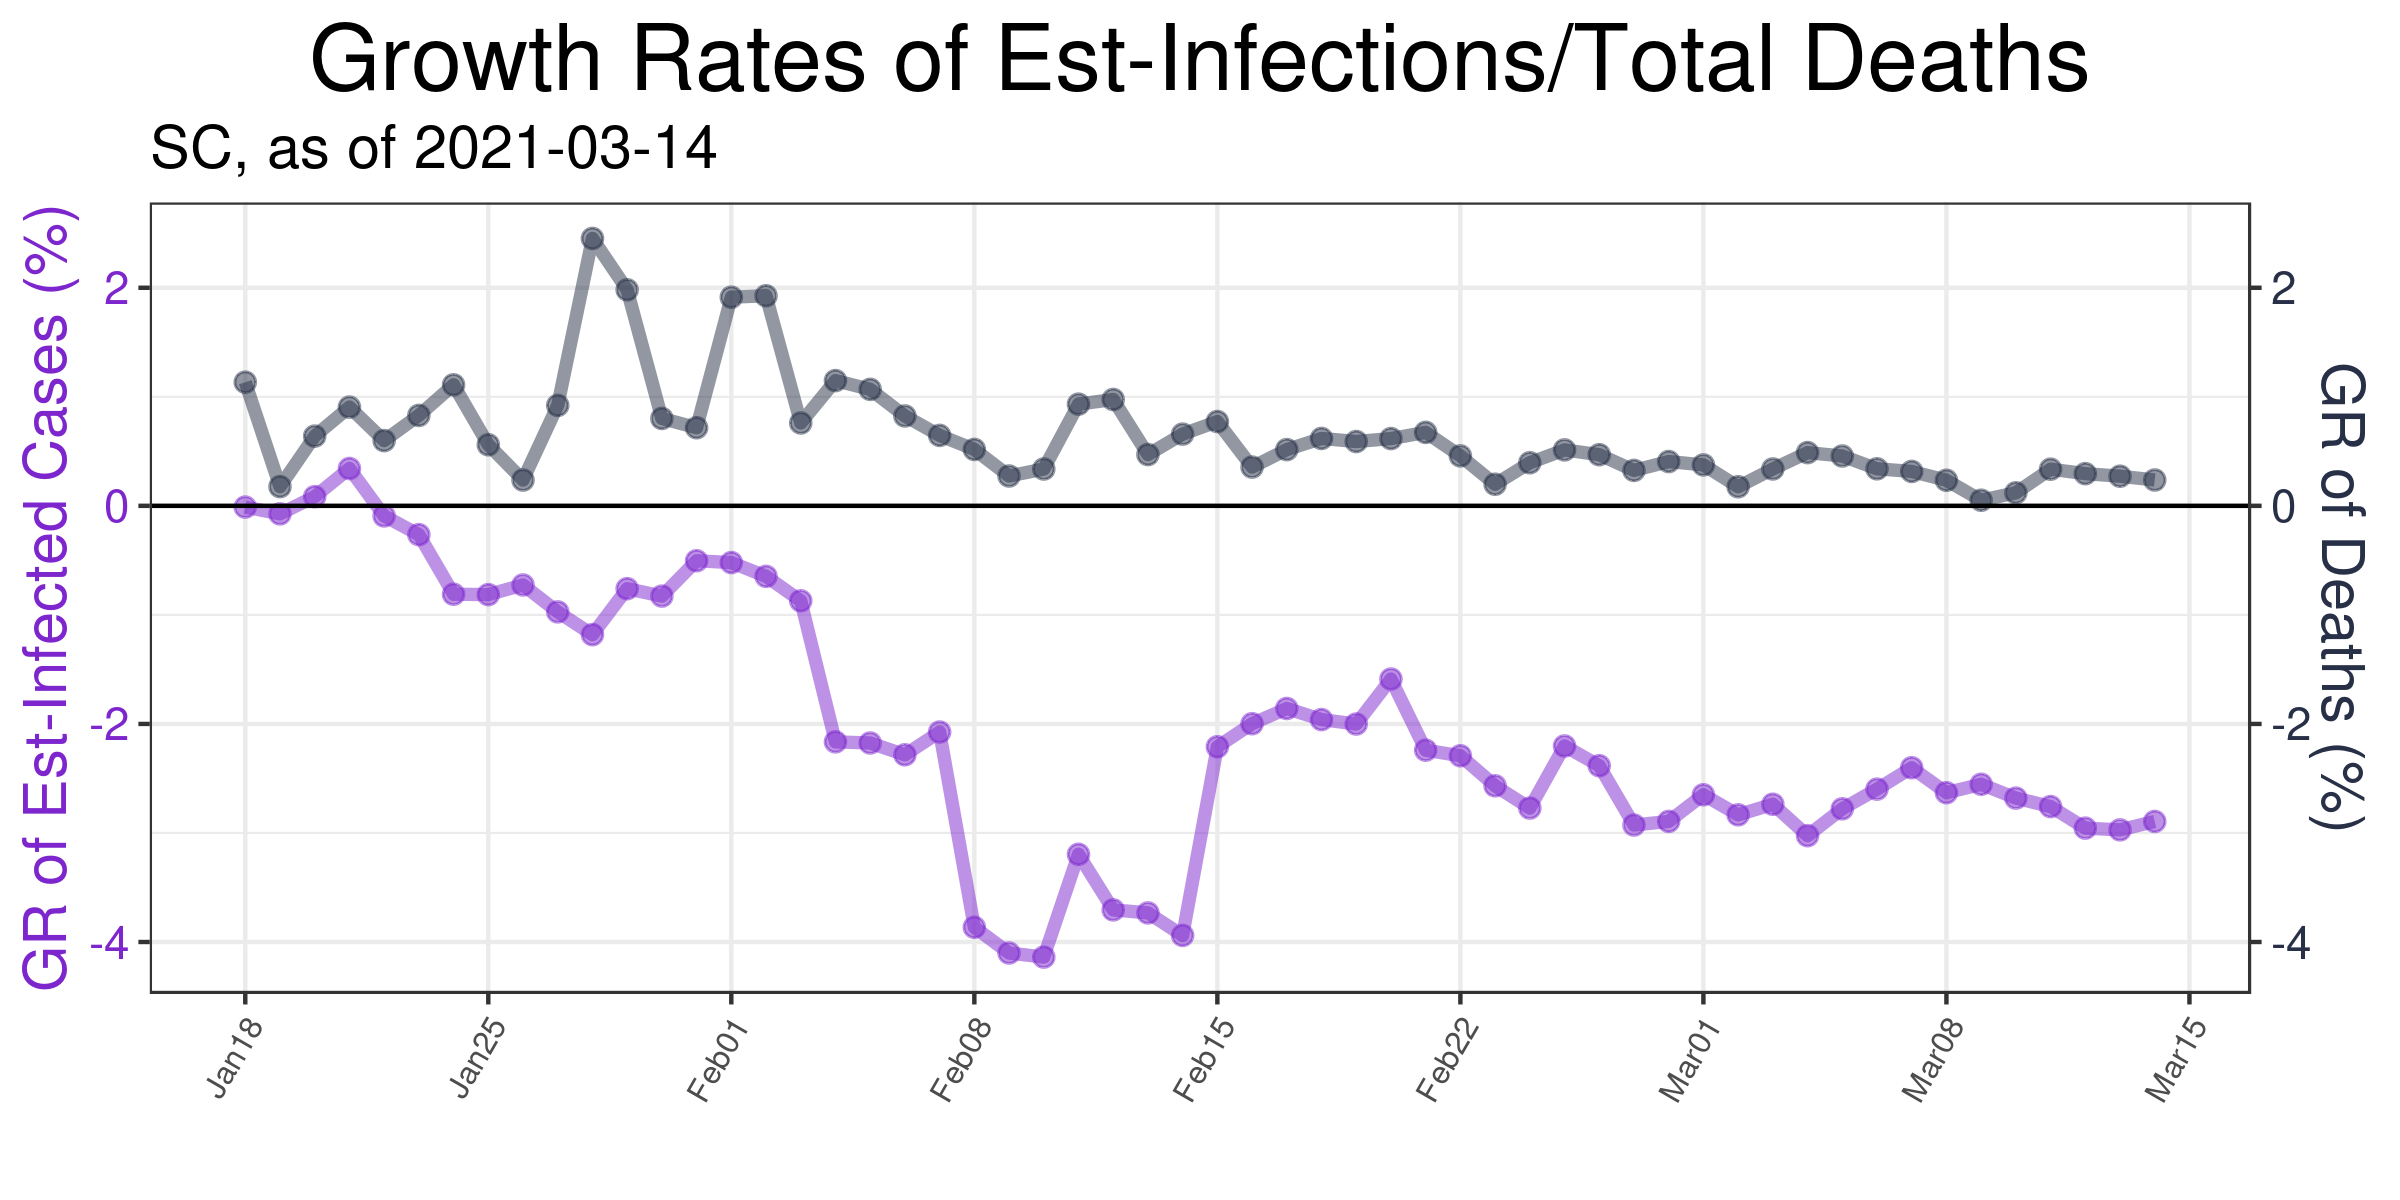 Growth Rates of Est-Infections/Total Deaths
SC, as of 2021-03-14
GR of Est-Infected Cases (%)
2
0
-2
-4
2
0
-2
-4
GR of Deaths (%)
Jan18
Jan25
Feb01
Feb08
Feb15
Feb22
Mar01
Mar08
Mar15